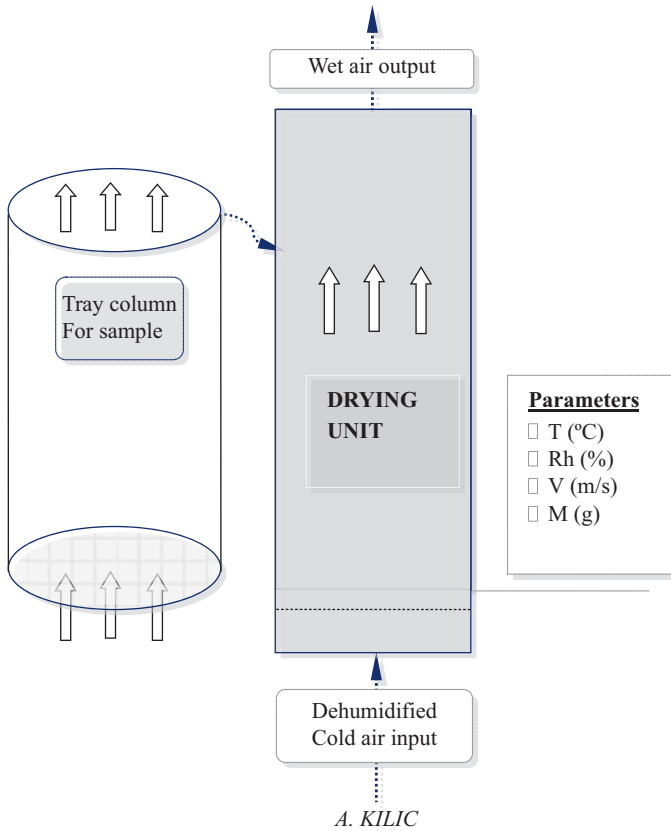 Wet air output
Tray column
For sample
DRYING
UNIT
Parameters
T (ºC)
Rh (%)
V (m/s)
M (g)
Dehumidified
Cold air input
A. KILIC